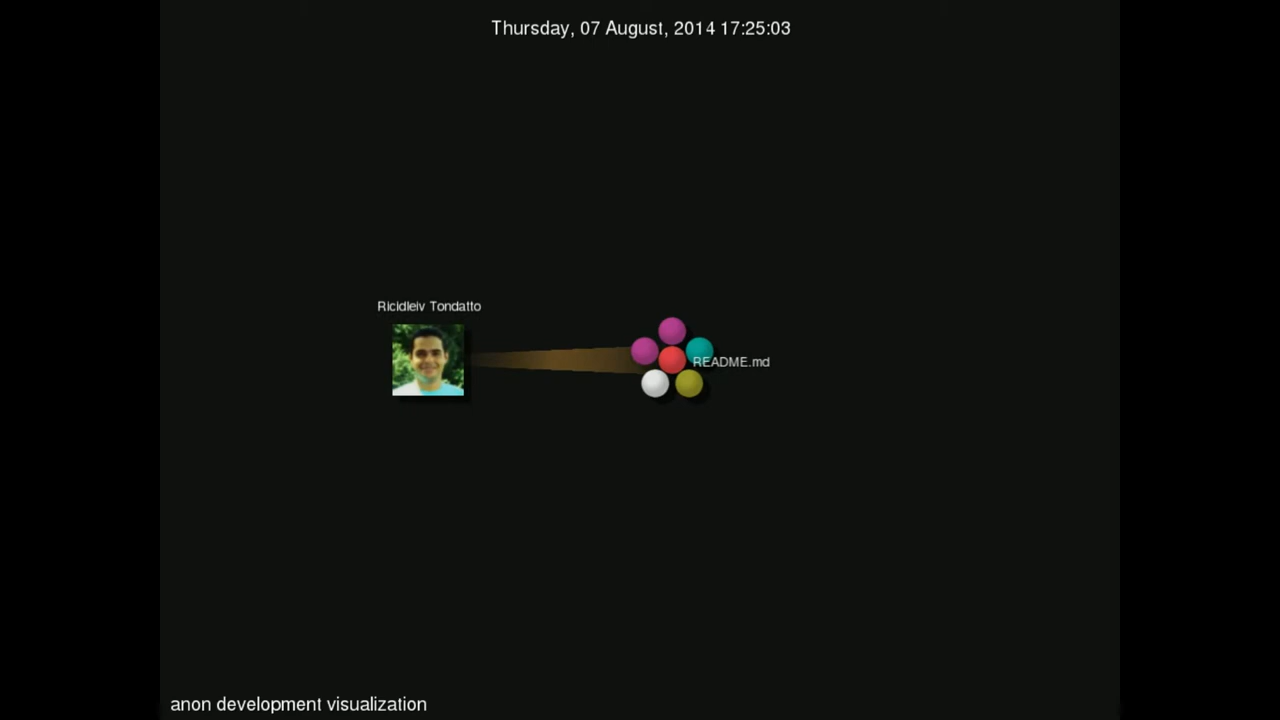 Thursday, 07 August, 2014 17:25:03
Ricidleiv Tondatto
README.md
anon development visualization